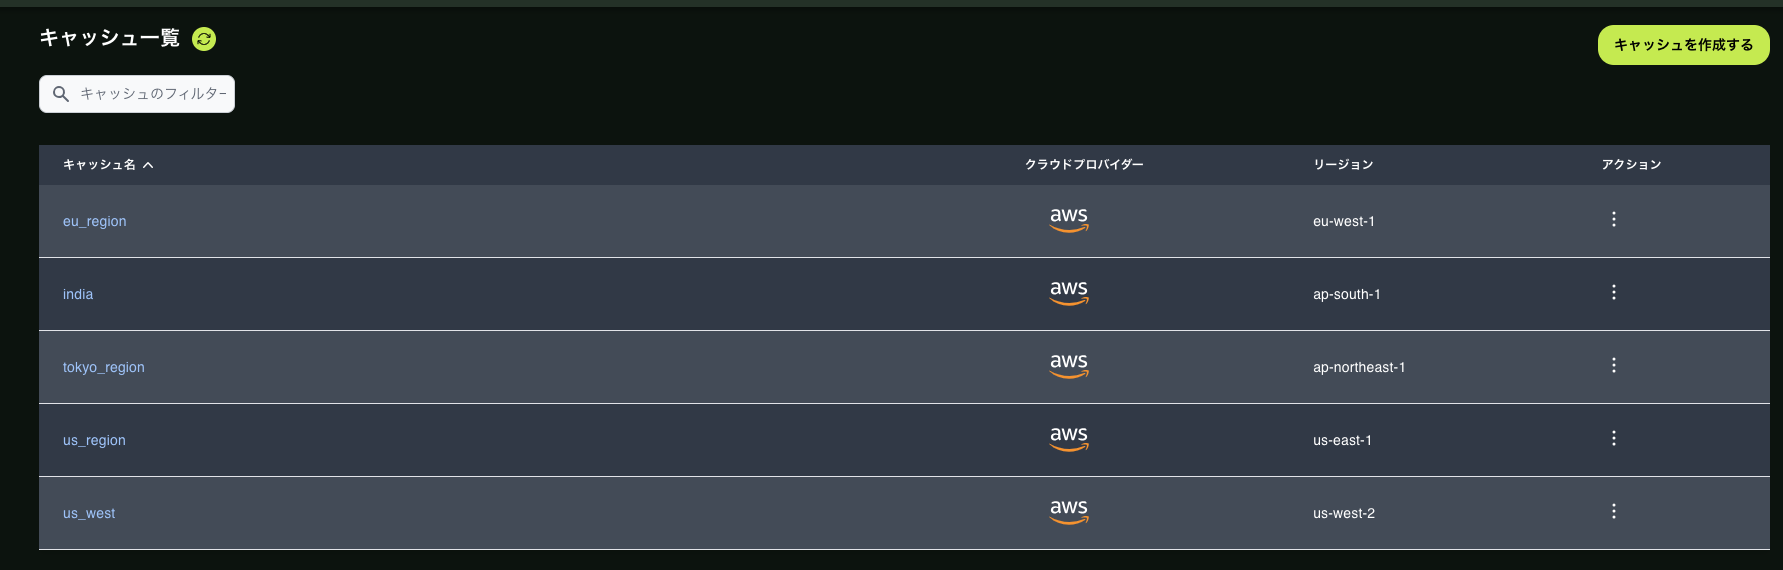 キャッシュ一覧
キャッシュを作成する
キャッシュのフィルター
キャッシュ名 クラウドプロバイダー リージョン アクション
eu_region aws eu-west-1
india aws ap-south-1
tokyo_region aws ap-northeast-1
us_region aws us-east-1
us_west aws us-west-2